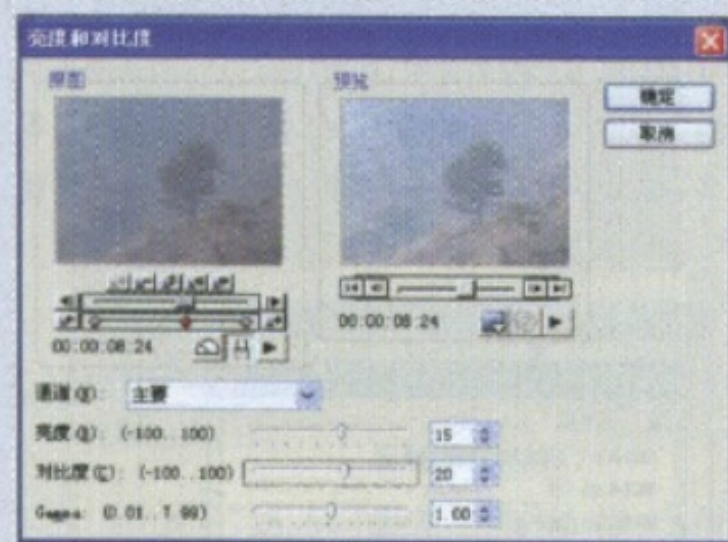 亮度和对比度
原图
预览
确定
取消
00:00:08:24
00:00:08:24
通道
主要
亮度 (-100..100)
15
对比度(C): (-100..100)
20
Gamma: (0.01..7.99)
1.00